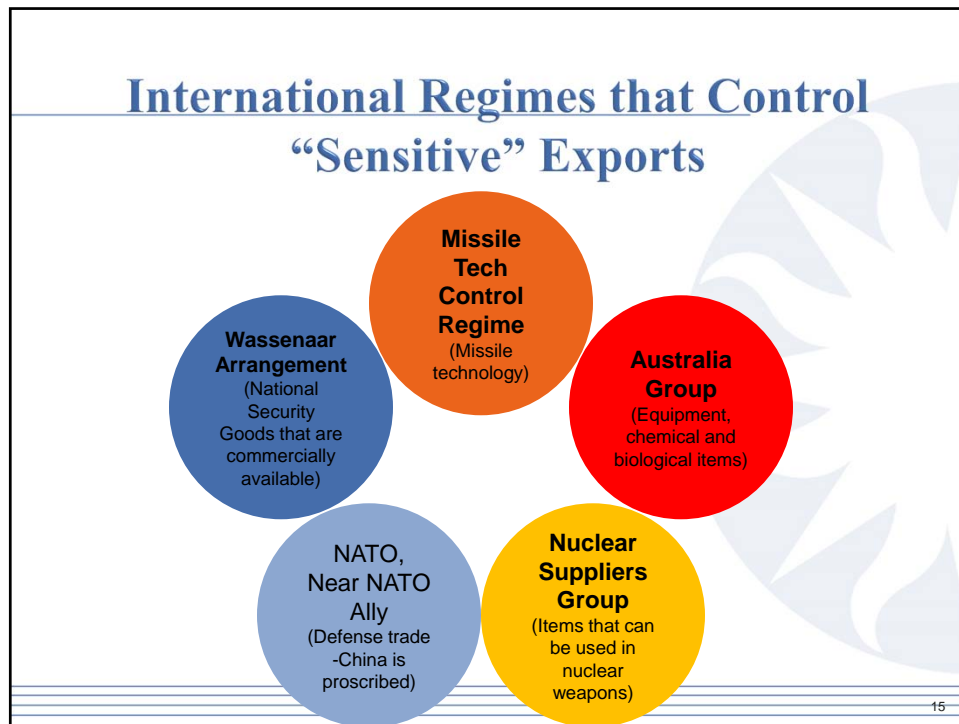 International Regimes that Control
“Sensitive” Exports
Missile
Tech
Control
Regime
(Missile
technology)
Wassenaar
Arrangement
(National
Security
Goods that are
commercially
available)
Australia
Group
(Equipment,
chemical and
biological items)
NATO,
Near NATO
Ally
(Defense trade
-China is
proscribed)
Nuclear
Suppliers
Group
(Items that can
be used in
nuclear
weapons)
15